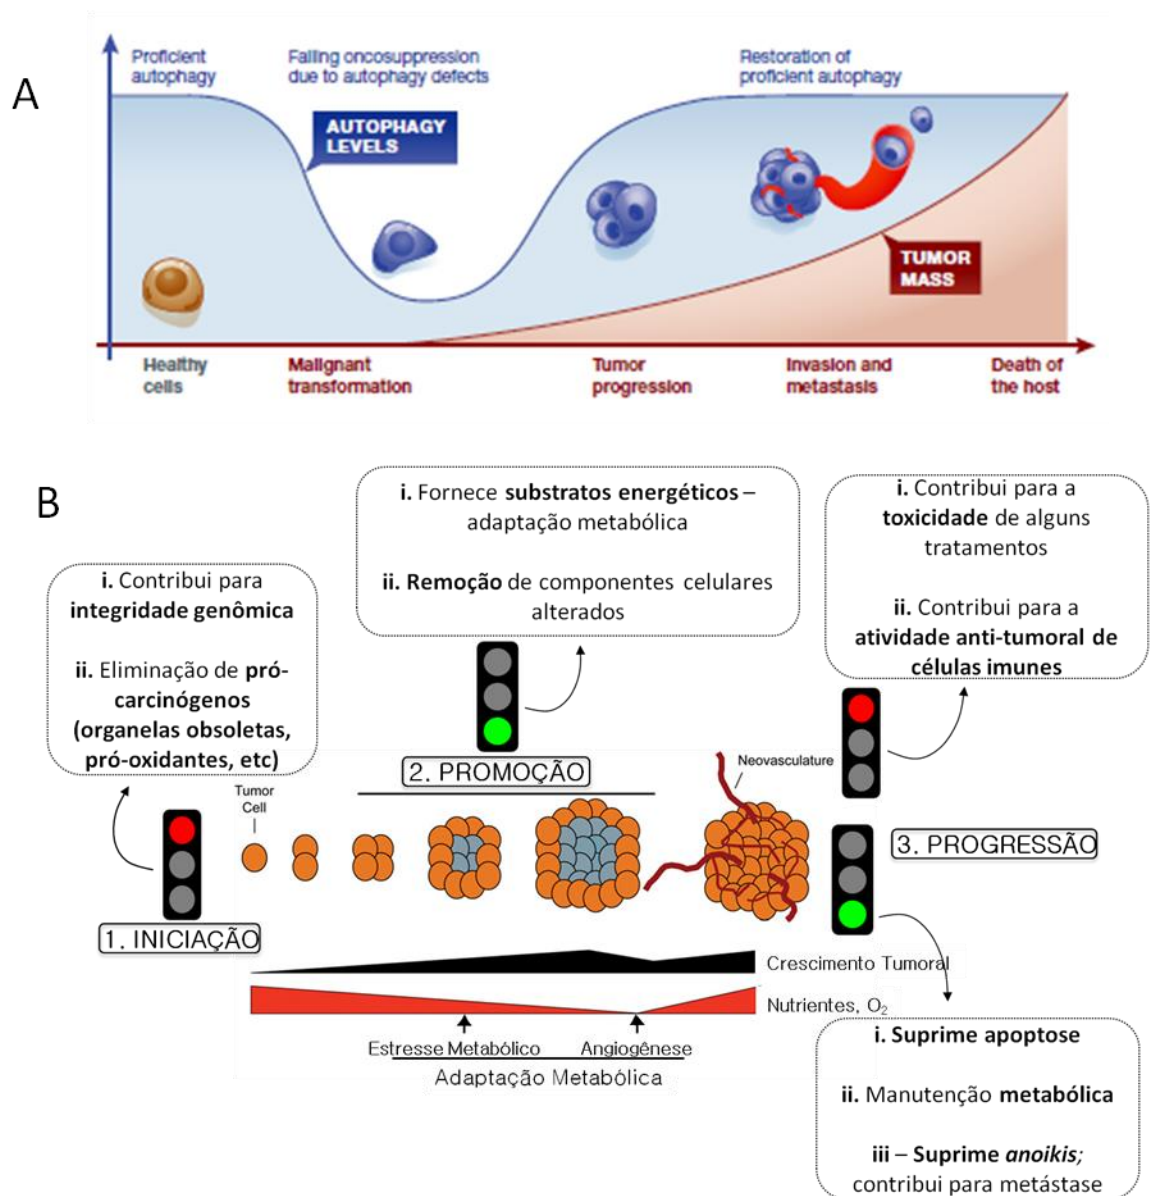 A
Proficient
autophagy
Falling oncosuppression
due to autophagy defects
Restoration of
proficient autophagy
AUTOPHAGY
LEVELS
TUMOR
MASS
Healthy
cells
Malignant
transformation
Tumor
progression
Invasion and
metastasis
Death of
the host
B
i. Contribui para
integridade genômica
ii. Eliminação de pró-
carcinógenos
(organelas obsoletas,
pró-oxidantes, etc)
i. Fornece substratos energéticos –
adaptação metabólica
ii. Remoção de componentes celulares
alterados
i. Contribui para a
toxicidade de alguns
tratamentos
ii. Contribui para a
atividade anti-tumoral de
células imunes
2. PROMOÇÃO
Tumor
Cell
Neovasculature
3. PROGRESSÃO
1. INICIAÇÃO
Crescimento Tumoral
Nutrientes, O₂
Estresse Metabólico
Angiogênese
Adaptação Metabólica
i. Suprime apoptose
ii. Manutenção metabólica
iii – Suprime anoikis;
contribui para metástase